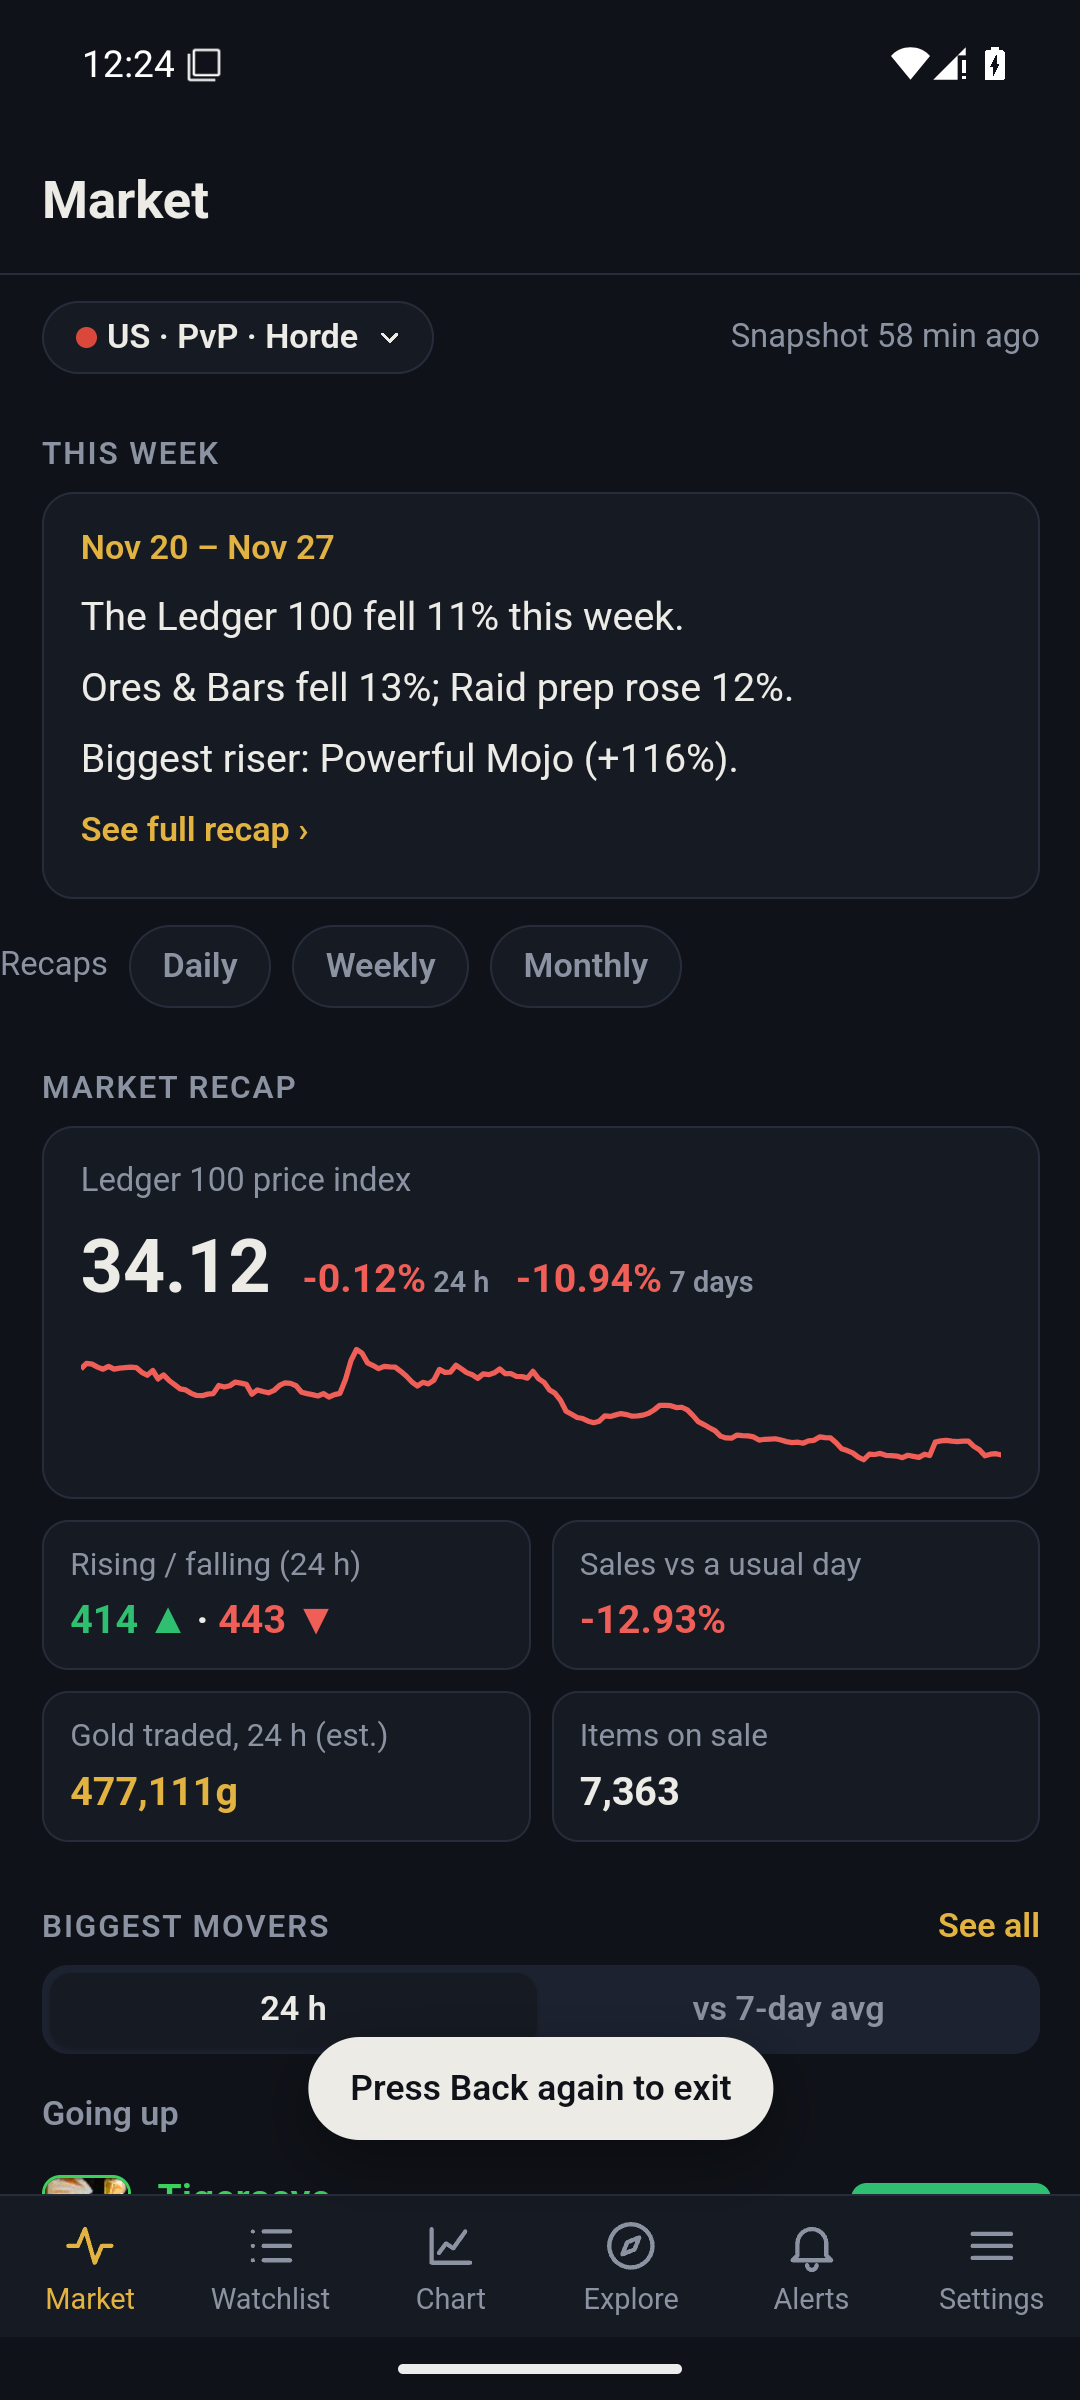 12:24
Market
US · PvP · Horde
Snapshot 58 min ago
THIS WEEK
Nov 20 – Nov 27
The Ledger 100 fell 11% this week.
Ores & Bars fell 13%; Raid prep rose 12%.
Biggest riser: Powerful Mojo (+116%).
See full recap ›
Recaps Daily Weekly Monthly
MARKET RECAP
Ledger 100 price index
34.12 -0.12% 24 h -10.94% 7 days
Rising / falling (24 h)
414 ▲ · 443 ▼
Sales vs a usual day
-12.93%
Gold traded, 24 h (est.)
477,111g
Items on sale
7,363
BIGGEST MOVERS
See all
24 h
vs 7-day avg
Press Back again to exit
Going up
Market Watchlist Chart Explore Alerts Settings